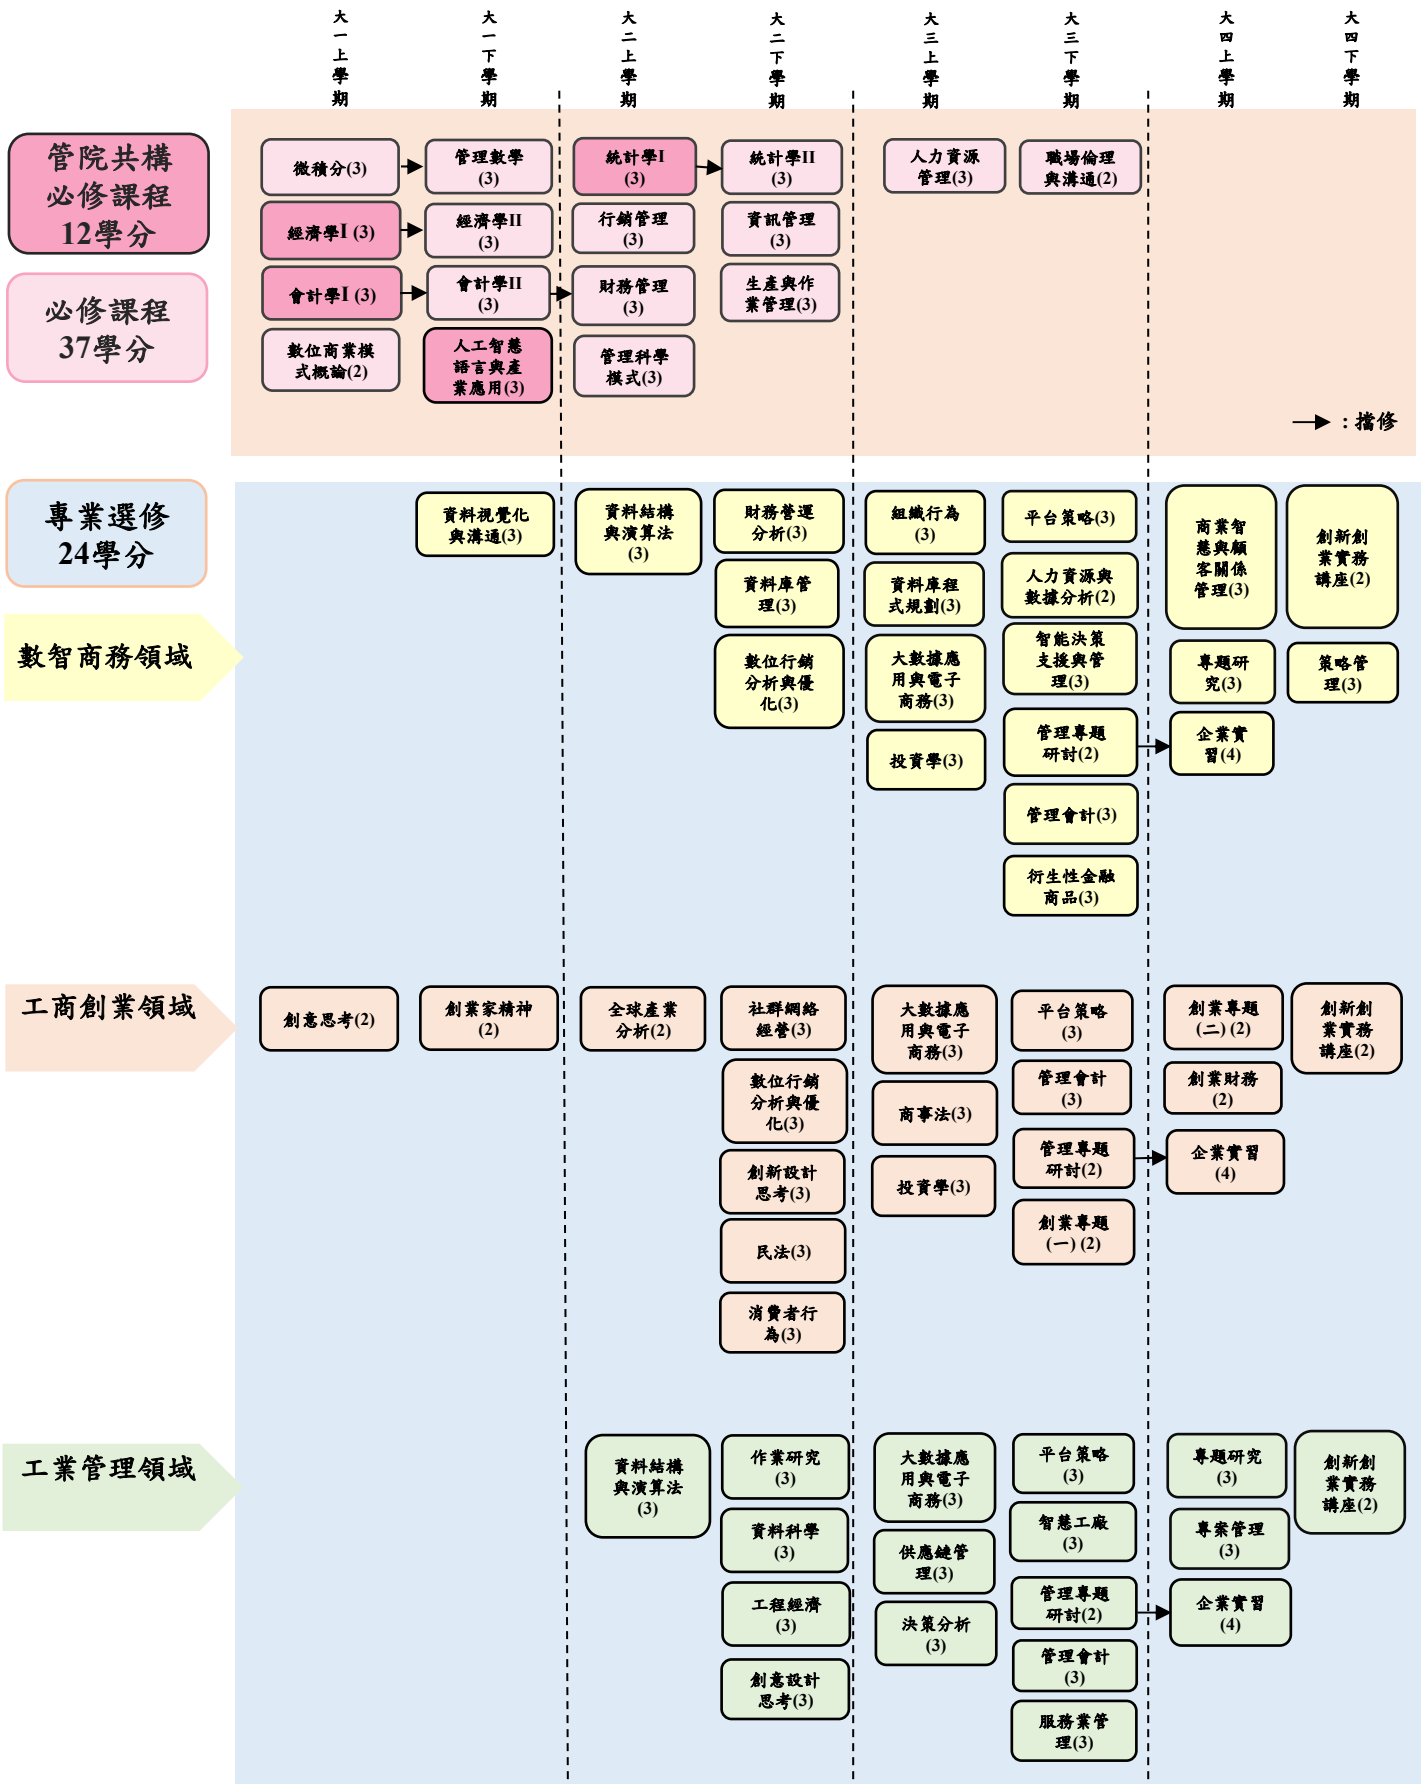 大一上學期
大一下學期
大二上學期
大二下學期
大三上學期
大三下學期
大四上學期
大四下學期
管院共構
必修課程
12學分
必修課程
37學分
微積分(3)
管理數學
(3)
統計學I
(3)
統計學II
(3)
人力資源
管理(3)
職場倫理
與溝通(2)
經濟學I (3)
經濟學II
(3)
行銷管理
(3)
資訊管理
(3)
會計學I (3)
會計學II
(3)
財務管理
(3)
生產與作
業管理(3)
數位商業模
式概論(2)
人工智慧
語言與產
業應用(3)
管理科學
模式(3)
：擋修
專業選修
24學分
數智商務領域
資料視覺化
與溝通(3)
資料結構
與演算法
(3)
財務營運
分析(3)
資料庫管
理(3)
數位行銷
分析與優
化(3)
組織行為
(3)
資料庫程
式規劃(3)
大數據應
用與電子
商務(3)
投資學(3)
平台策略(3)
人力資源與
數據分析(2)
智能決策
支援與管
理(3)
管理專題
研討(2)
管理會計(3)
衍生性金融
商品(3)
商業智
慧與顧
客關係
管理(3)
專題研
究(3)
企業實
習(4)
創新創
業實務
講座(2)
策略管
理(3)
工商創業領域
創意思考(2)
創業家精神
(2)
全球產業
分析(2)
社群網絡
經營(3)
數位行銷
分析與優
化(3)
創新設計
思考(3)
民法(3)
消費者行
為(3)
大數據應
用與電子
商務(3)
商事法(3)
投資學(3)
平台策略
(3)
管理會計
(3)
管理專題
研討(2)
創業專題
(一) (2)
創業專題
(二) (2)
創業財務
(2)
企業實習
(4)
創新創
業實務
講座(2)
工業管理領域
資料結構
與演算法
(3)
作業研究
(3)
資料科學
(3)
工程經濟
(3)
創意設計
思考(3)
大數據應
用與電子
商務(3)
供應鏈管
理(3)
決策分析
(3)
平台策略
(3)
智慧工廠
(3)
管理專題
研討(2)
管理會計
(3)
服務業管
理(3)
專題研究
(3)
專案管理
(3)
企業實習
(4)
創新創
業實務
講座(2)